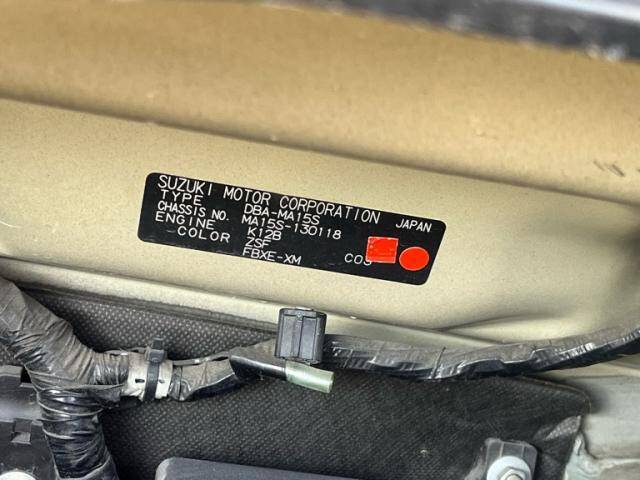 SUZUKI MOTOR CORPORATION JAPAN
TYPE DBA-MA15S
CHASSIS NO. MA15S-130118
ENGINE K12B
COLOR ZSF
FBXE-XM